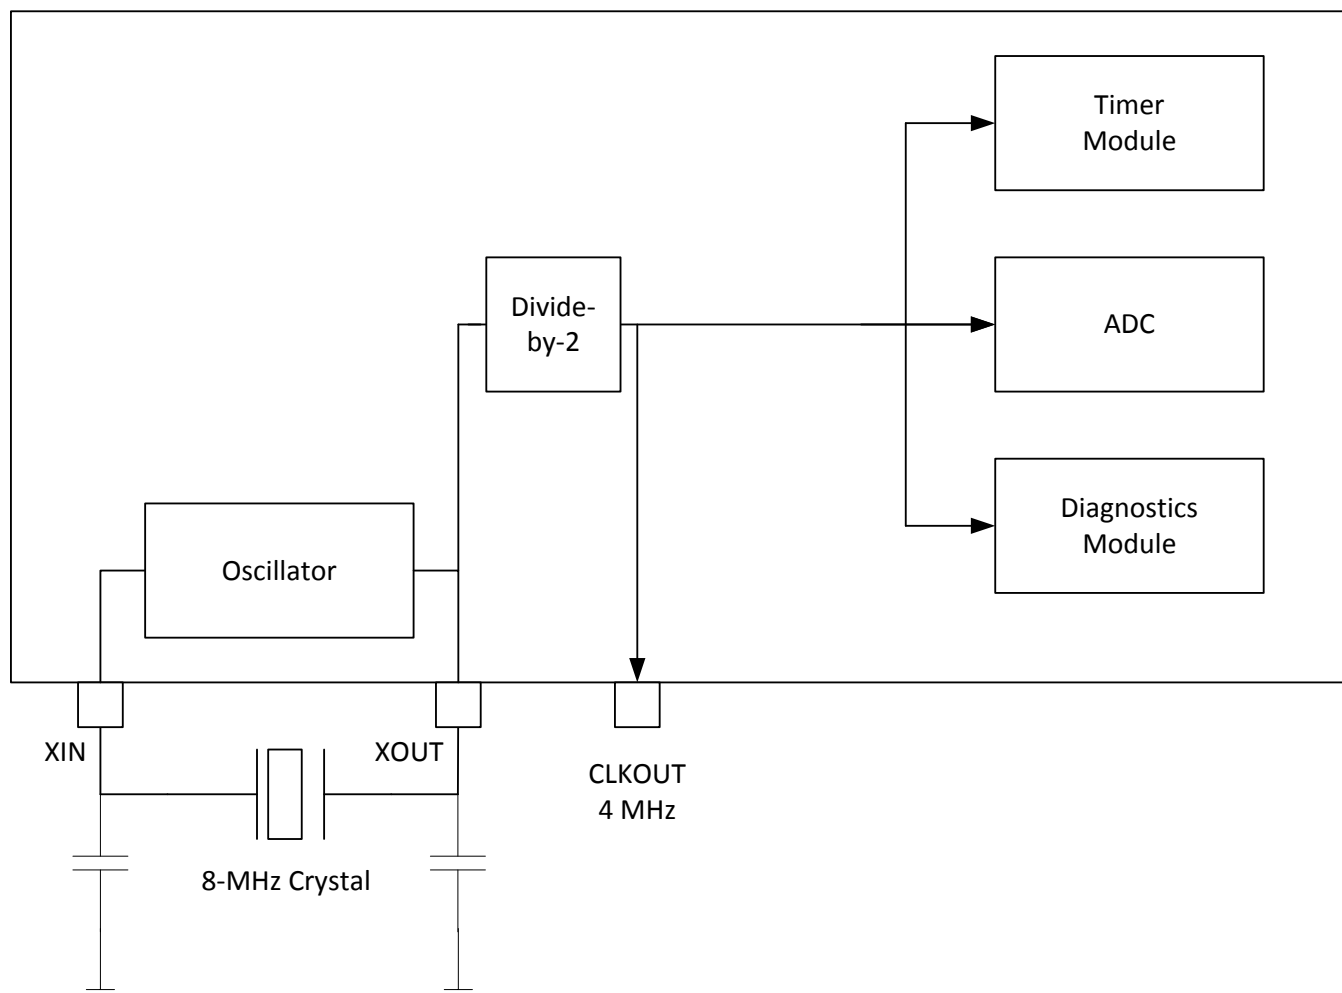 Timer
Module
Divide-
by-2
ADC
Diagnostics
Module
Oscillator
XIN
XOUT
CLKOUT
4 MHz
8-MHz Crystal